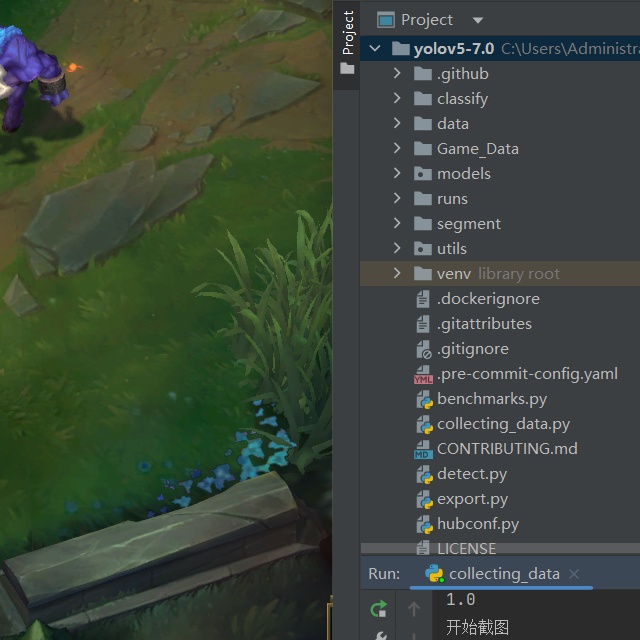 Project
Project
yolov5-7.0 C:\Users\Administra
.github
classify
data
Game_Data
models
runs
segment
utils
venv library root
.dockerignore
.gitattributes
.gitignore
.pre-commit-config.yaml
benchmarks.py
collecting_data.py
CONTRIBUTING.md
detect.py
export.py
hubconf.py
LICENSE
Run: collecting_data
1.0
开始截图